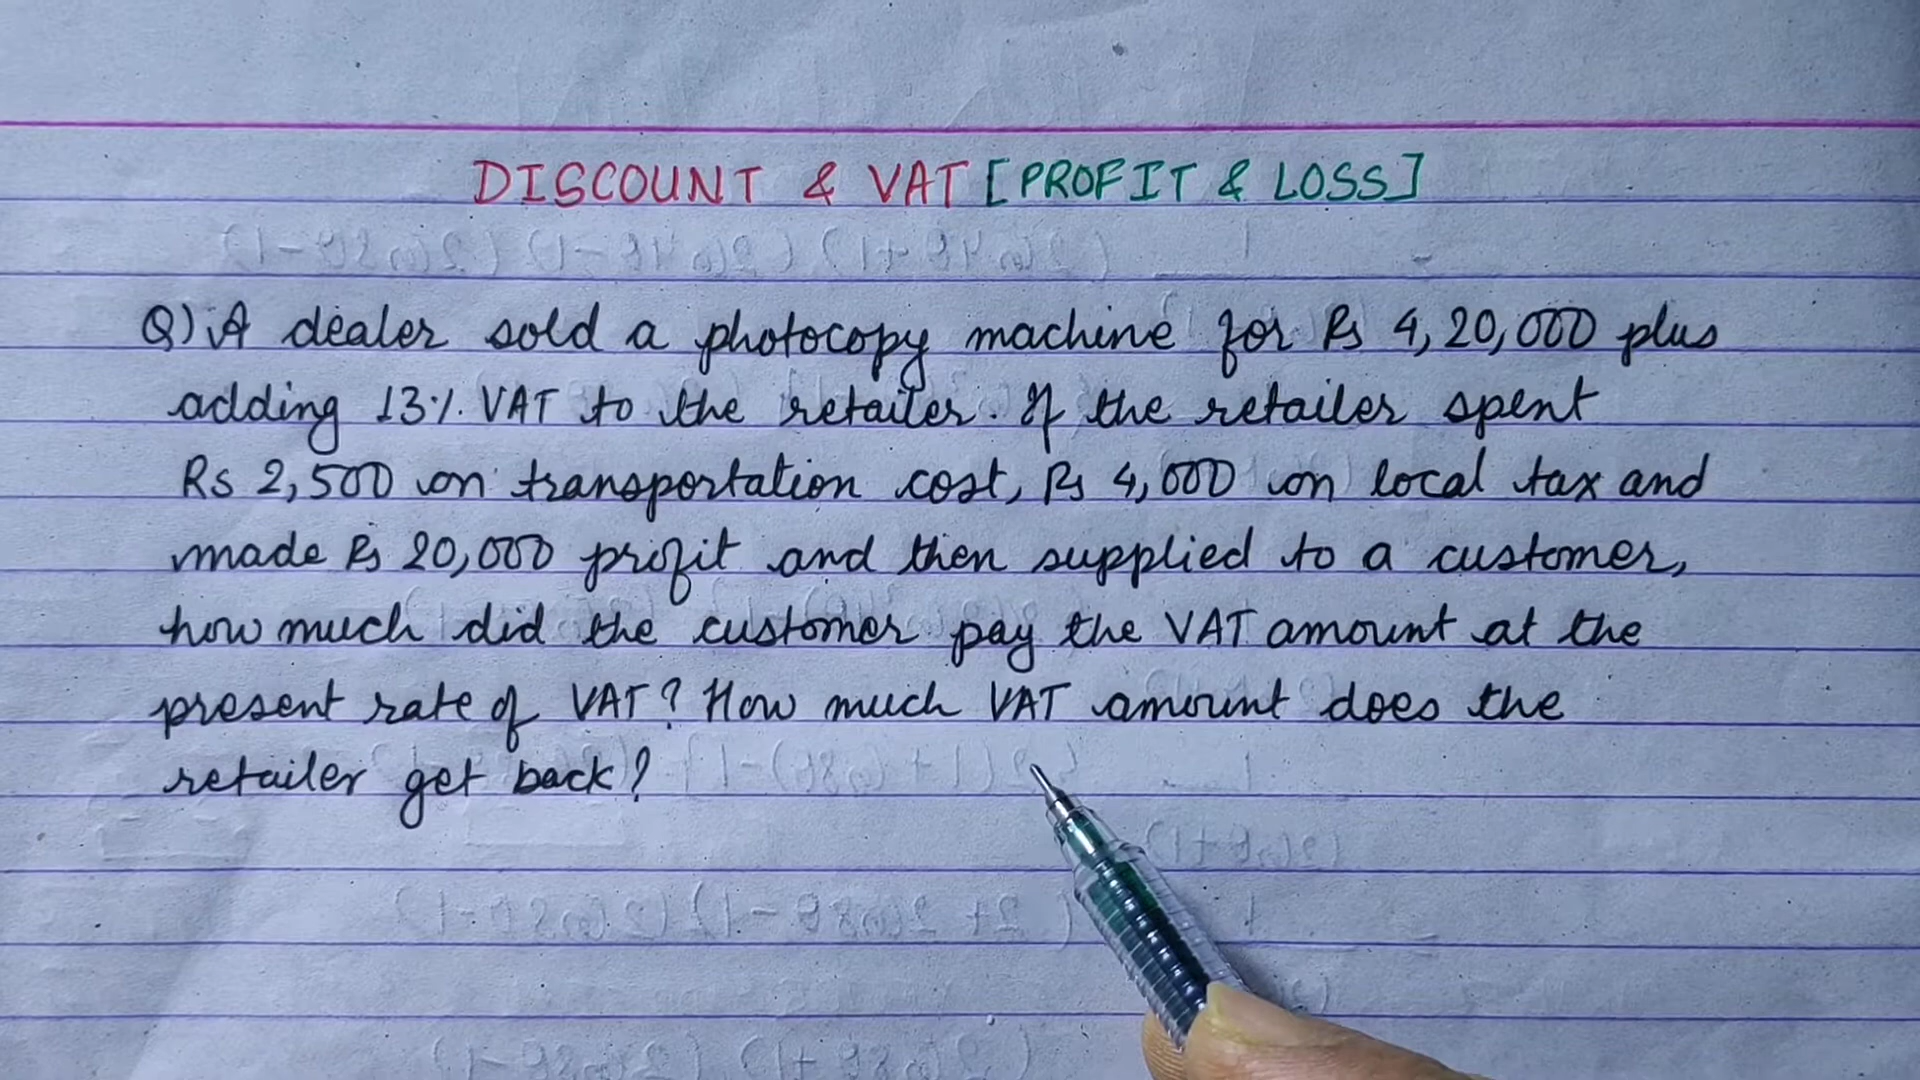 DISCOUNT & VAT [PROFIT & LOSS]
Q) A dealer sold a photocopy machine for Rs 4,20,000 plus
adding 13% VAT to the retailer. If the retailer spent
Rs 2,500 on transportation cost, Rs 4,000 on local tax and
made Rs 20,000 profit and then supplied to a customer,
how much did the customer pay the VAT amount at the
present rate of VAT? How much VAT amount does the
retailer get back?